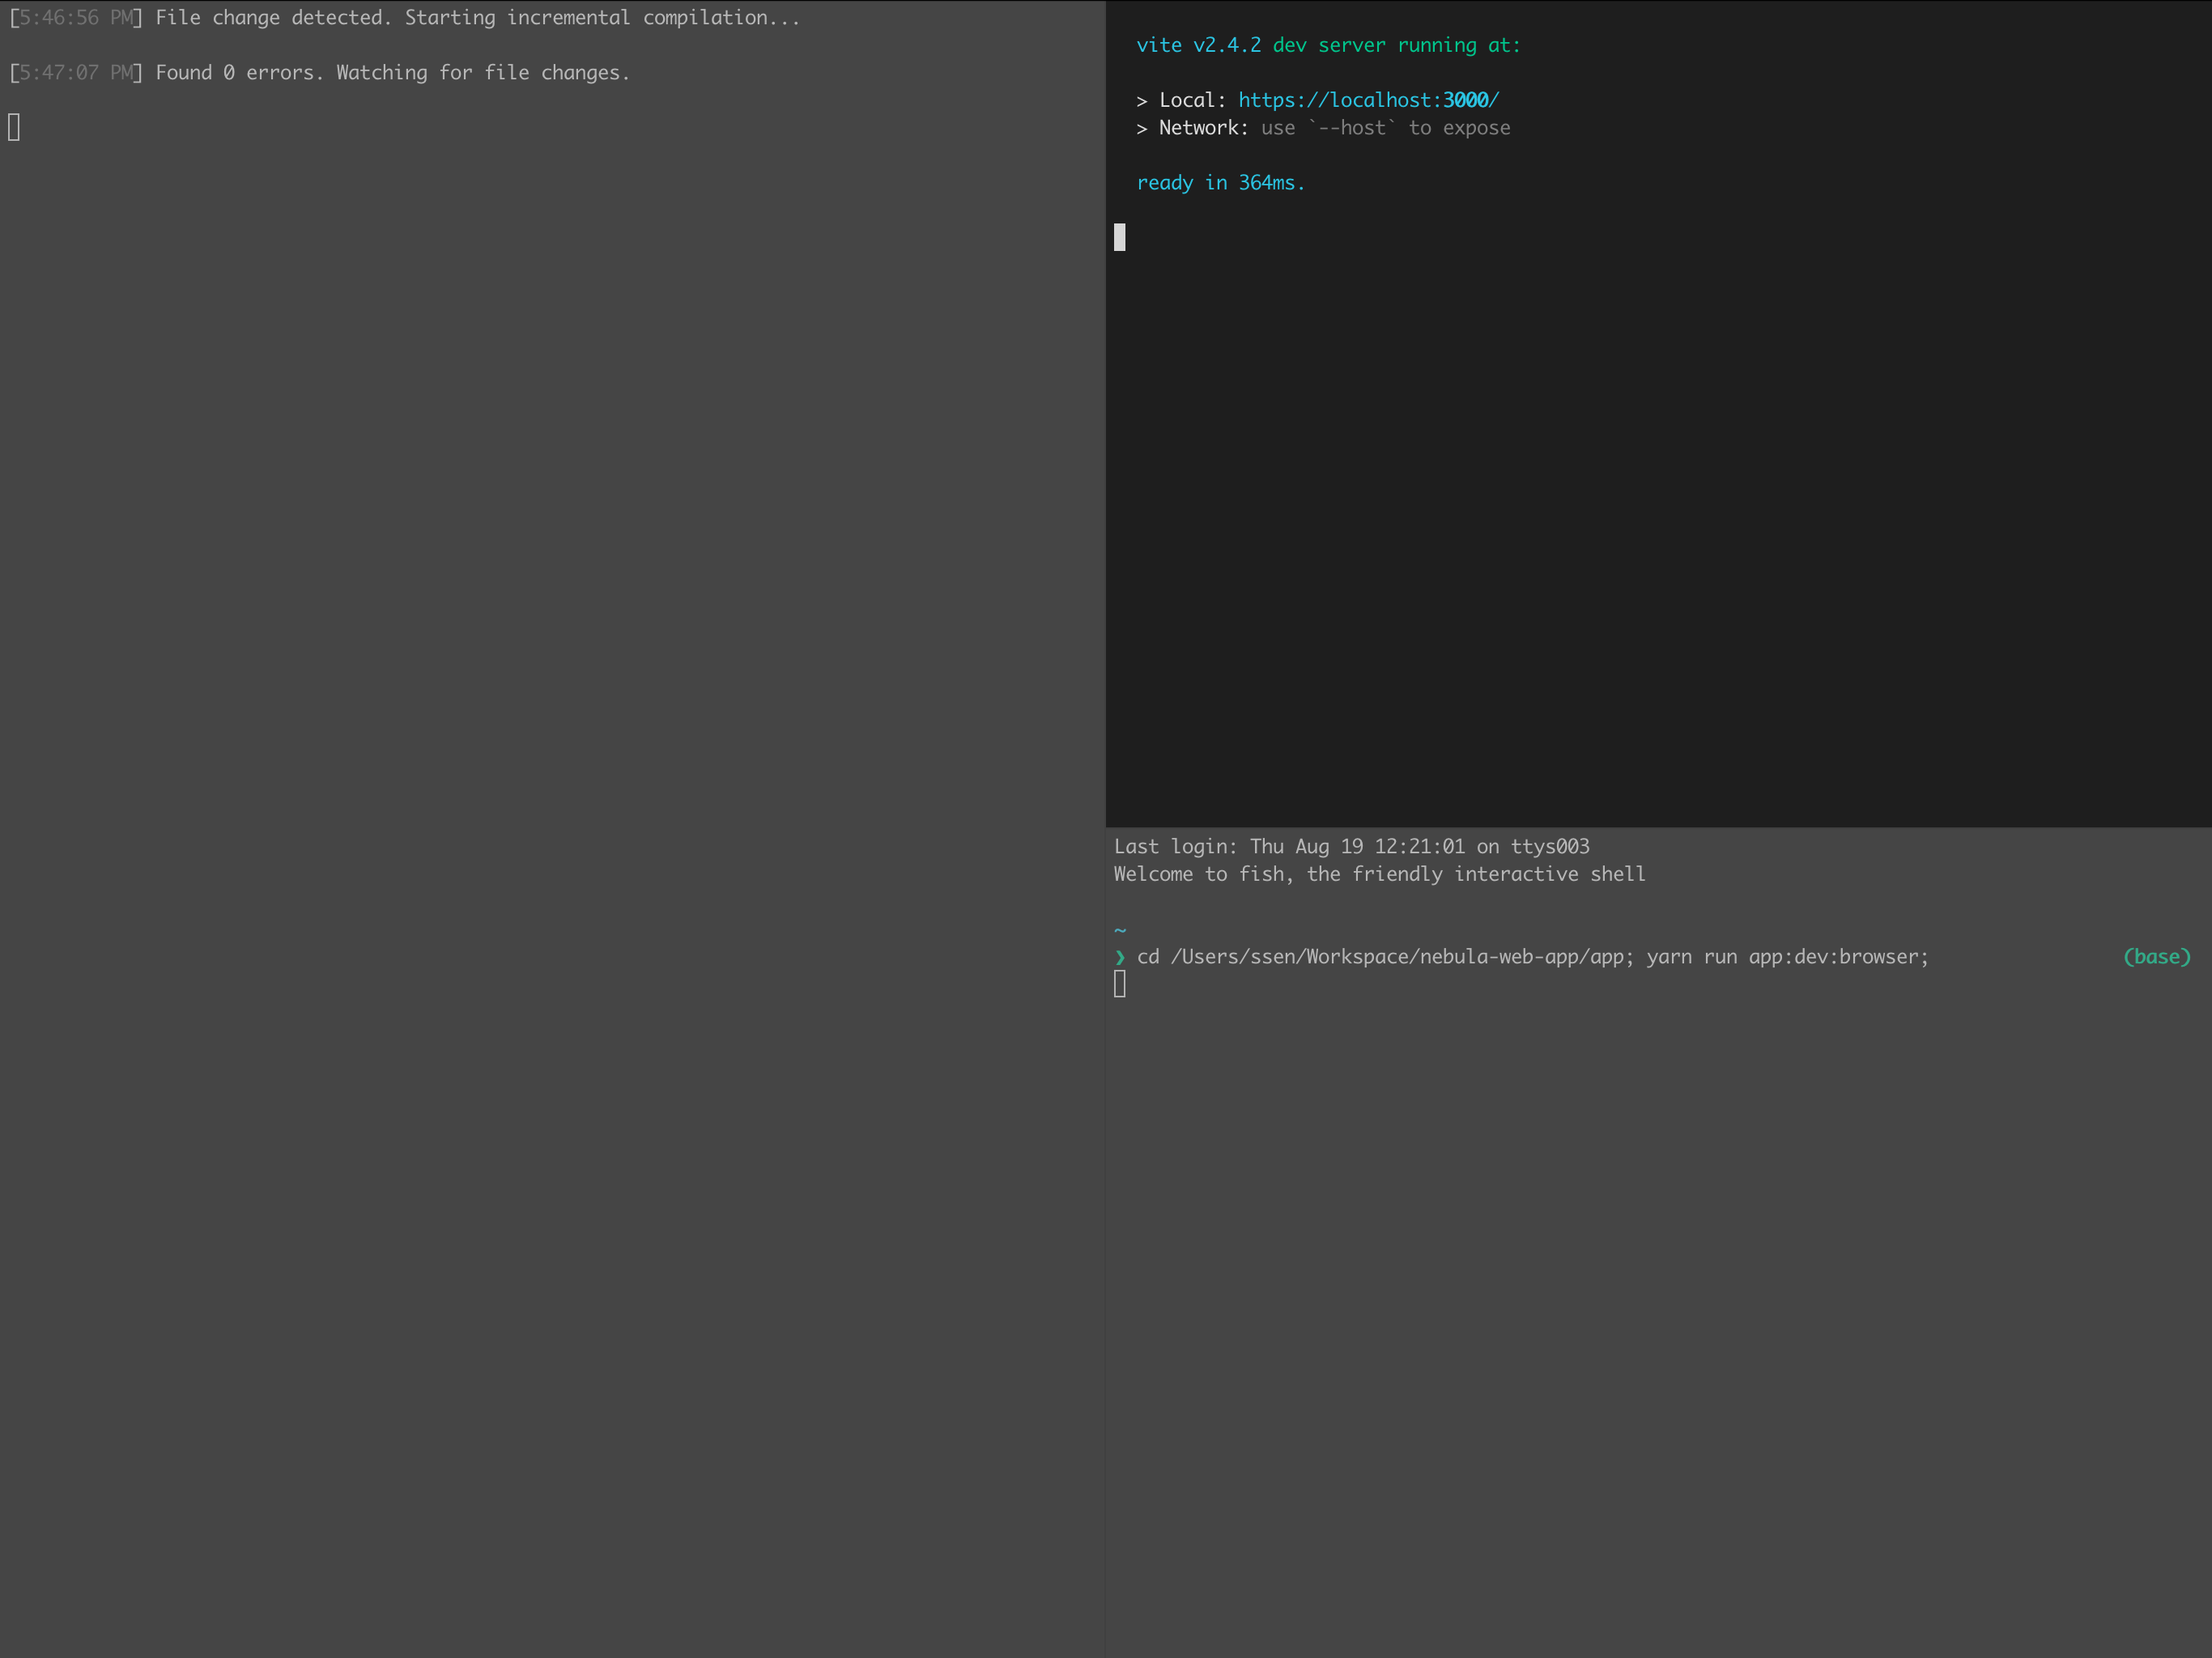 [5:46:56 PM] File change detected. Starting incremental compilation...
[5:47:07 PM] Found 0 errors. Watching for file changes.
vite v2.4.2 dev server running at:
> Local: https://localhost:3000/
> Network: use `--host` to expose
ready in 364ms.
Last login: Thu Aug 19 12:21:01 on ttys003
Welcome to fish, the friendly interactive shell
~
❯ cd /Users/ssen/Workspace/nebula-web-app/app; yarn run app:dev:browser; (base)